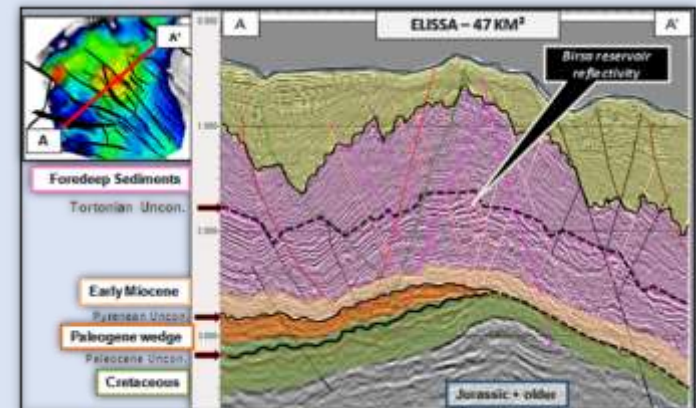 A'
A
A
ELISSA – 47 KM²
A'
Birsa reservoir
reflectivity
Foredeep Sediments
Tortonian Uncon.
Early Miocene
Pyrenean Uncon.
Paleogene wedge
Paleocene Uncon.
Cretaceous
Jurassic + older